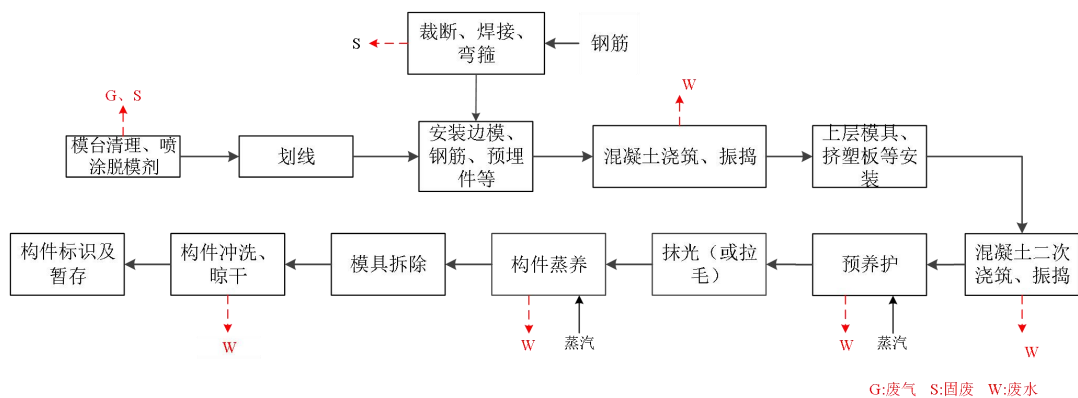 裁断、焊接、
弯箍
钢筋
S
G、S
W
模台清理、喷
涂脱模剂
划线
安装边模、
钢筋、预埋
件等
混凝土浇筑、振捣
上层模具、
挤塑板等安
装
构件标识及
暂存
构件冲洗、
晾干
模具拆除
构件蒸养
抹光（或拉
毛）
预养护
混凝土二次
浇筑、振捣
W
W
蒸汽
W
蒸汽
W
G:废气 S:固废 W:废水